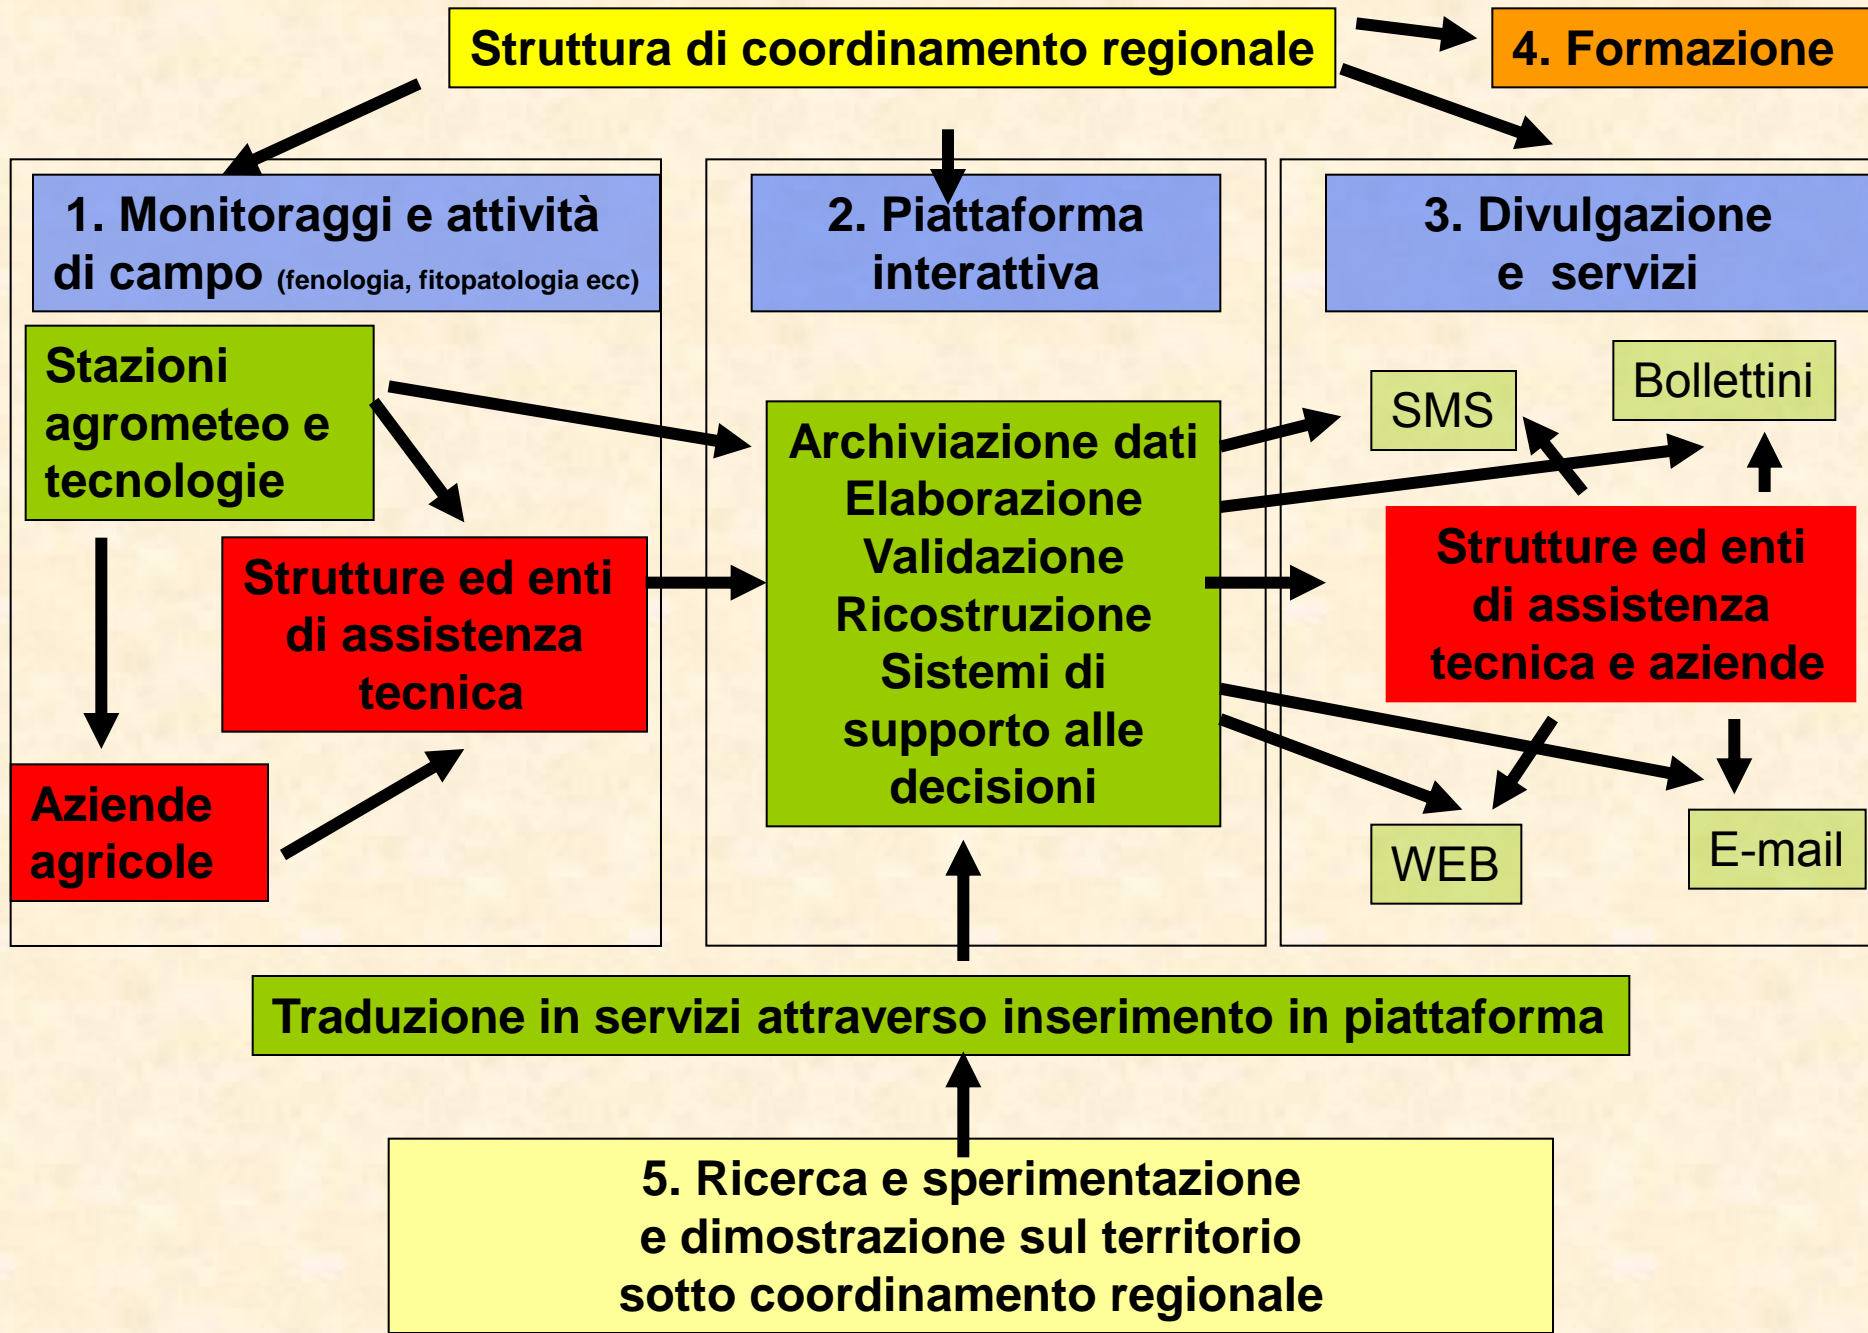 Struttura di coordinamento regionale
4. Formazione
1. Monitoraggi e attività
di campo (fenologia, fitopatologia ecc)
2. Piattaforma
interattiva
3. Divulgazione
e servizi
Stazioni
agrometeo e
tecnologie
Strutture ed enti
di assistenza
tecnica
Aziende
agricole
Archiviazione dati
Elaborazione
Validazione
Ricostruzione
Sistemi di
supporto alle
decisioni
SMS
Bollettini
Strutture ed enti
di assistenza
tecnica e aziende
WEB
E-mail
Traduzione in servizi attraverso inserimento in piattaforma
5. Ricerca e sperimentazione
e dimostrazione sul territorio
sotto coordinamento regionale